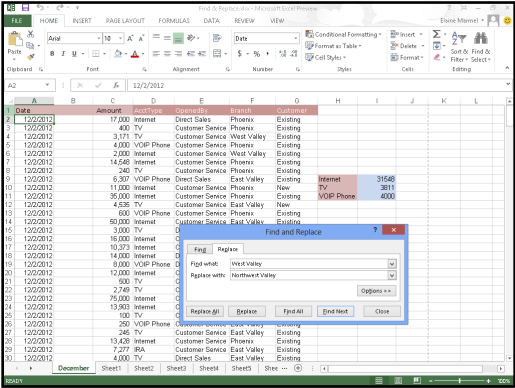 Find & Replace.xlsx - Microsoft Excel Preview
Elaine Marmel
FILE HOME INSERT PAGE LAYOUT FORMULAS DATA REVIEW VIEW
Arial 10 Date Conditional Formatting Insert
Paste B I U $ % , Format as Table Delete Sort & Find &
Cell Styles Format Filter Select
Clipboard Font Alignment Number Styles Cells Editing
A2 fx 12/2/2012
A B C D E F G H I J K L
1 Date Amount AcctType OpenedBy Branch Customer
2 12/2/2012 17,000 Internet Direct Sales Phoenix Existing
3 12/2/2012 400 TV Customer Service Phoenix Existing
4 12/2/2012 3,171 TV Customer Service West Valley Existing
5 12/2/2012 4,000 VOIP Phone Customer Service Phoenix Existing
6 12/2/2012 2,000 Internet Customer Service West Valley Existing
7 12/2/2012 14,548 Internet Customer Service Phoenix Existing
8 12/2/2012 240 TV Customer Service Phoenix Existing
9 12/2/2012 6,307 VOIP Phone Direct Sales East Valley Existing Internet 31548
10 12/2/2012 11,000 Internet Customer Service Phoenix New TV 3811
11 12/2/2012 35,000 Internet Customer Service Phoenix Existing VOIP Phone 4000
12 12/2/2012 4,535 TV Customer Service East Valley New
13 12/2/2012 600 VOIP Phone Customer Service Phoenix Existing
14 12/2/2012 50,000 Internet Customer Service East Valley Existing
15 12/2/2012 3,000 TV
16 12/2/2012 16,000 Internet
17 12/2/2012 10,373 Internet
18 12/2/2012 14,000 Internet
19 12/2/2012 8,000 VOIP Phone
20 12/2/2012 12,000 Internet
21 12/2/2012 500 TV
22 12/2/2012 2,749 TV
23 12/2/2012 75,000 Internet
24 12/2/2012 13,903 Internet
25 12/2/2012 100 TV
26 12/2/2012 250 VOIP Phone Customer Service East Valley Existing
27 12/2/2012 245 TV Customer Service East Valley Existing
28 12/2/2012 13,428 Internet Customer Service Phoenix Existing
29 12/2/2012 7,277 IRA Customer Service East Valley Existing
30 12/2/2012 4,000 TV Direct Sales East Valley Existing
Find and Replace ? X
Find Replace
Find what: West Valley
Replace with: Northwest Valley
Options >>
Replace All Replace Find All Find Next Close
December Sheet1 Sheet2 Sheet3 Sheet4 Sheet5 Shee ...
READY 100%